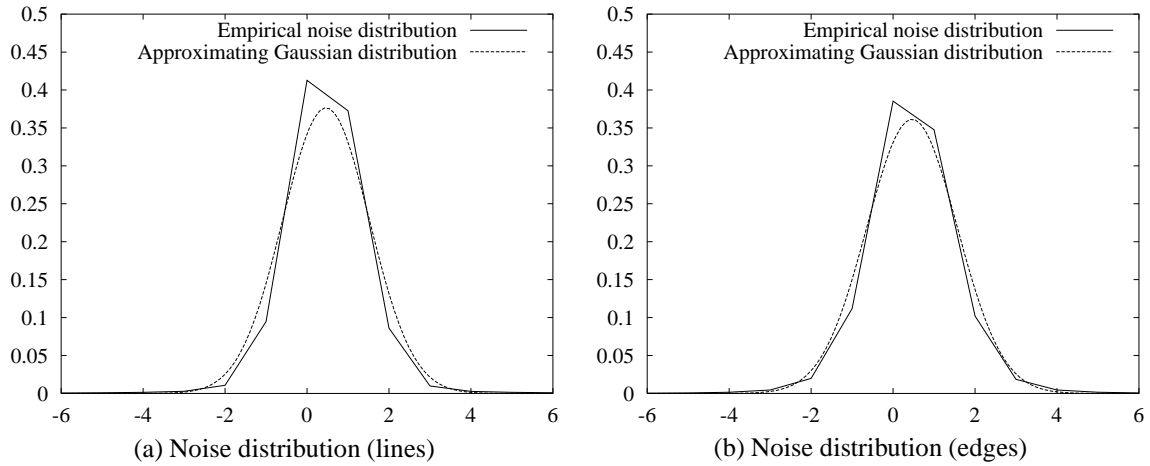 0.5
0.45
0.4
0.35
0.3
0.25
0.2
0.15
0.1
0.05
0
-6 -4 -2 0 2 4 6
Empirical noise distribution
Approximating Gaussian distribution
(a) Noise distribution (lines)
0.5
0.45
0.4
0.35
0.3
0.25
0.2
0.15
0.1
0.05
0
-6 -4 -2 0 2 4 6
Empirical noise distribution
Approximating Gaussian distribution
(b) Noise distribution (edges)